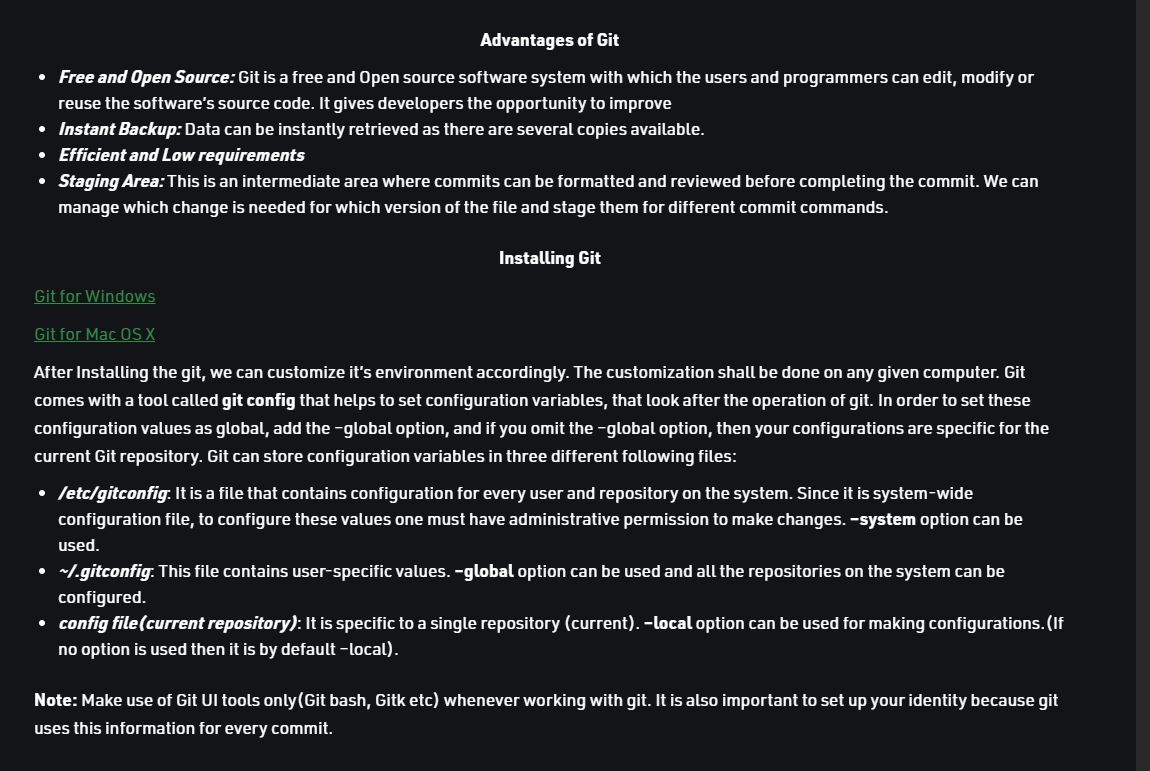 Advantages of Git
• Free and Open Source: Git is a free and Open source software system with which the users and programmers can edit, modify or
reuse the software's source code. It gives developers the opportunity to improve
• Instant Backup: Data can be instantly retrieved as there are several copies available.
• Efficient and Low requirements
• Staging Area: This is an intermediate area where commits can be formatted and reviewed before completing the commit. We can
manage which change is needed for which version of the file and stage them for different commit commands.
Installing Git
Git for Windows
Git for Mac OS X
After Installing the git, we can customize it's environment accordingly. The customization shall be done on any given computer. Git
comes with a tool called git config that helps to set configuration variables, that look after the operation of git. In order to set these
configuration values as global, add the –global option, and if you omit the –global option, then your configurations are specific for the
current Git repository. Git can store configuration variables in three different following files:
• /etc/gitconfig: It is a file that contains configuration for every user and repository on the system. Since it is system-wide
configuration file, to configure these values one must have administrative permission to make changes. –system option can be
used.
• ~/.gitconfig: This file contains user-specific values. –global option can be used and all the repositories on the system can be
configured.
• config file(current repository): It is specific to a single repository (current). –local option can be used for making configurations.(If
no option is used then it is by default –local).
Note: Make use of Git UI tools only(Git bash, Gitk etc) whenever working with git. It is also important to set up your identity because git
uses this information for every commit.